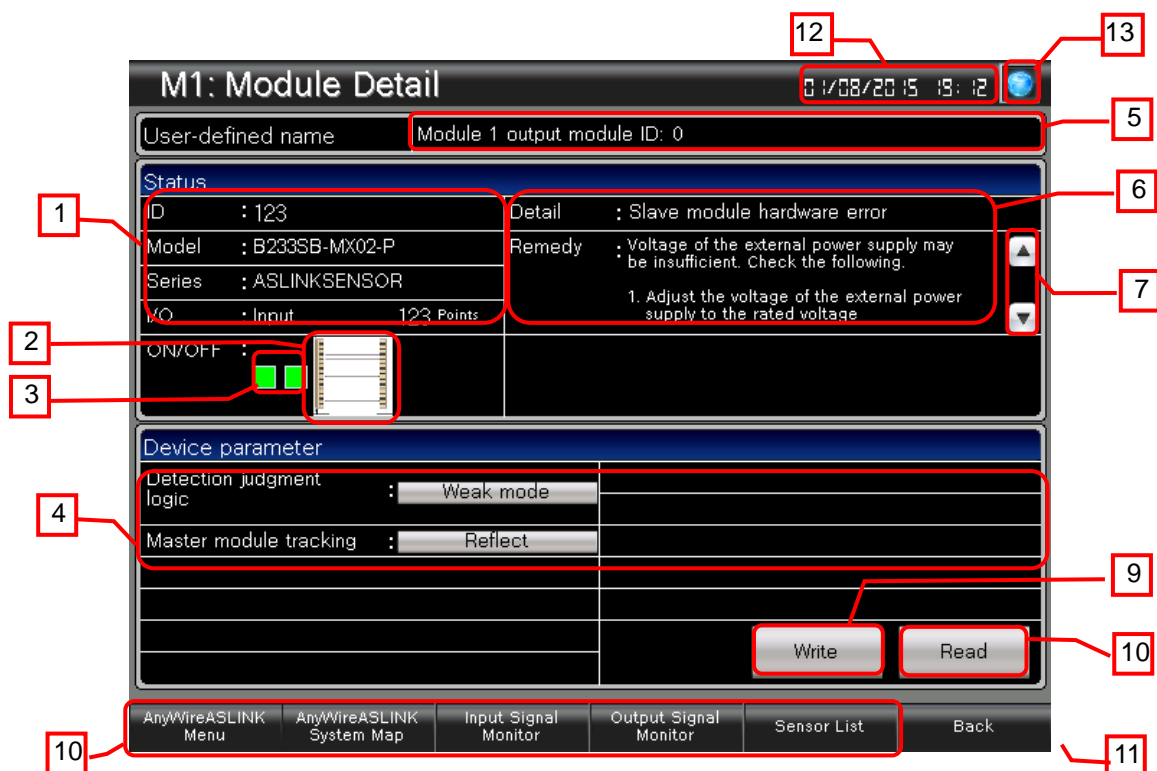 12
13
M1: Module Detail
01/08/2015 19:12
User-defined name
Module 1 output module ID: 0
5
Status
6
1
ID : 123
Detail : Slave module hardware error
Model : B233SB-MX02-P
Remedy : Voltage of the external power supply may
be insufficient. Check the following.
Series : ASLINKSENSOR
7
1. Adjust the voltage of the external power
supply to the rated voltage
I/O : Input 123 Points
2
ON/OFF :
3
Device parameter
Detection judgment
logic : Weak mode
4
Master module tracking : Reflect
9
Write
Read
10
AnyWireASLINK
Menu
AnyWireASLINK
System Map
Input Signal
Monitor
Output Signal
Monitor
Sensor List
Back
10
11